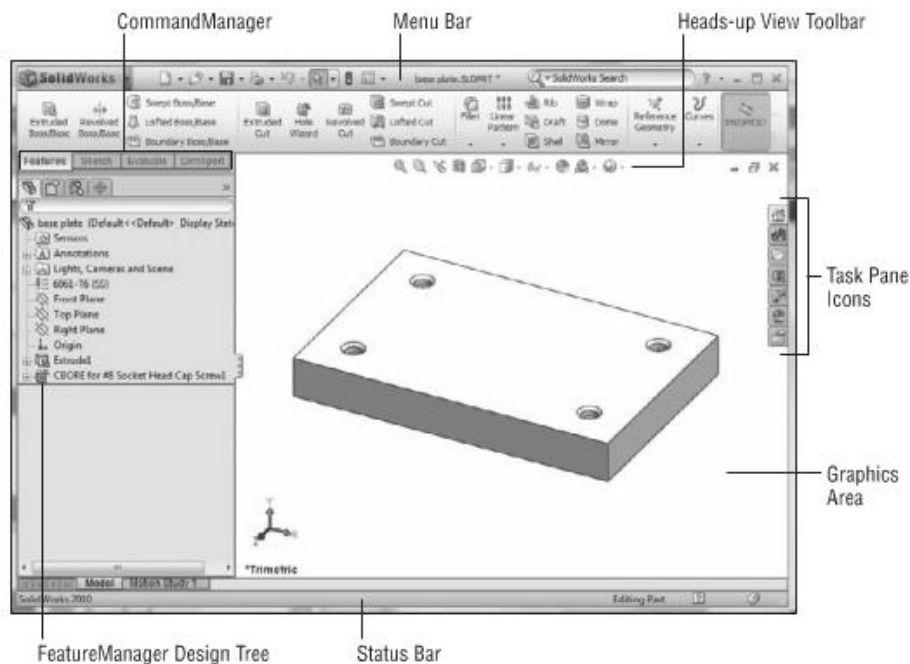 CommandManager Menu Bar Heads-up View Toolbar
SolidWorks base plate.SLDPRT * SolidWorks Search ?
Extruded Boss/Base Revolved Boss/Base Swept Boss/Base Lofted Boss/Base Boundary Boss/Base Extruded Cut Hole Wizard Revolved Cut Swept Cut Lofted Cut Boundary Cut Fillet Linear Pattern Rib Draft Shell Wrap Dome Mirror Reference Geometry Curves Instant3D
Features Sketch Evaluate DimXpert
base plate (Default<<Default>_Display State
Sensors
Annotations
Lights, Cameras and Scene
6061-T6 (SS)
Front Plane
Top Plane
Right Plane
Origin
Extrude1
CBORE for #8 Socket Head Cap Screw1
Task Pane
Icons
Graphics
Area
*Trimetric
Model Motion Study 1
SolidWorks 2010 Editing Part
FeatureManager Design Tree Status Bar